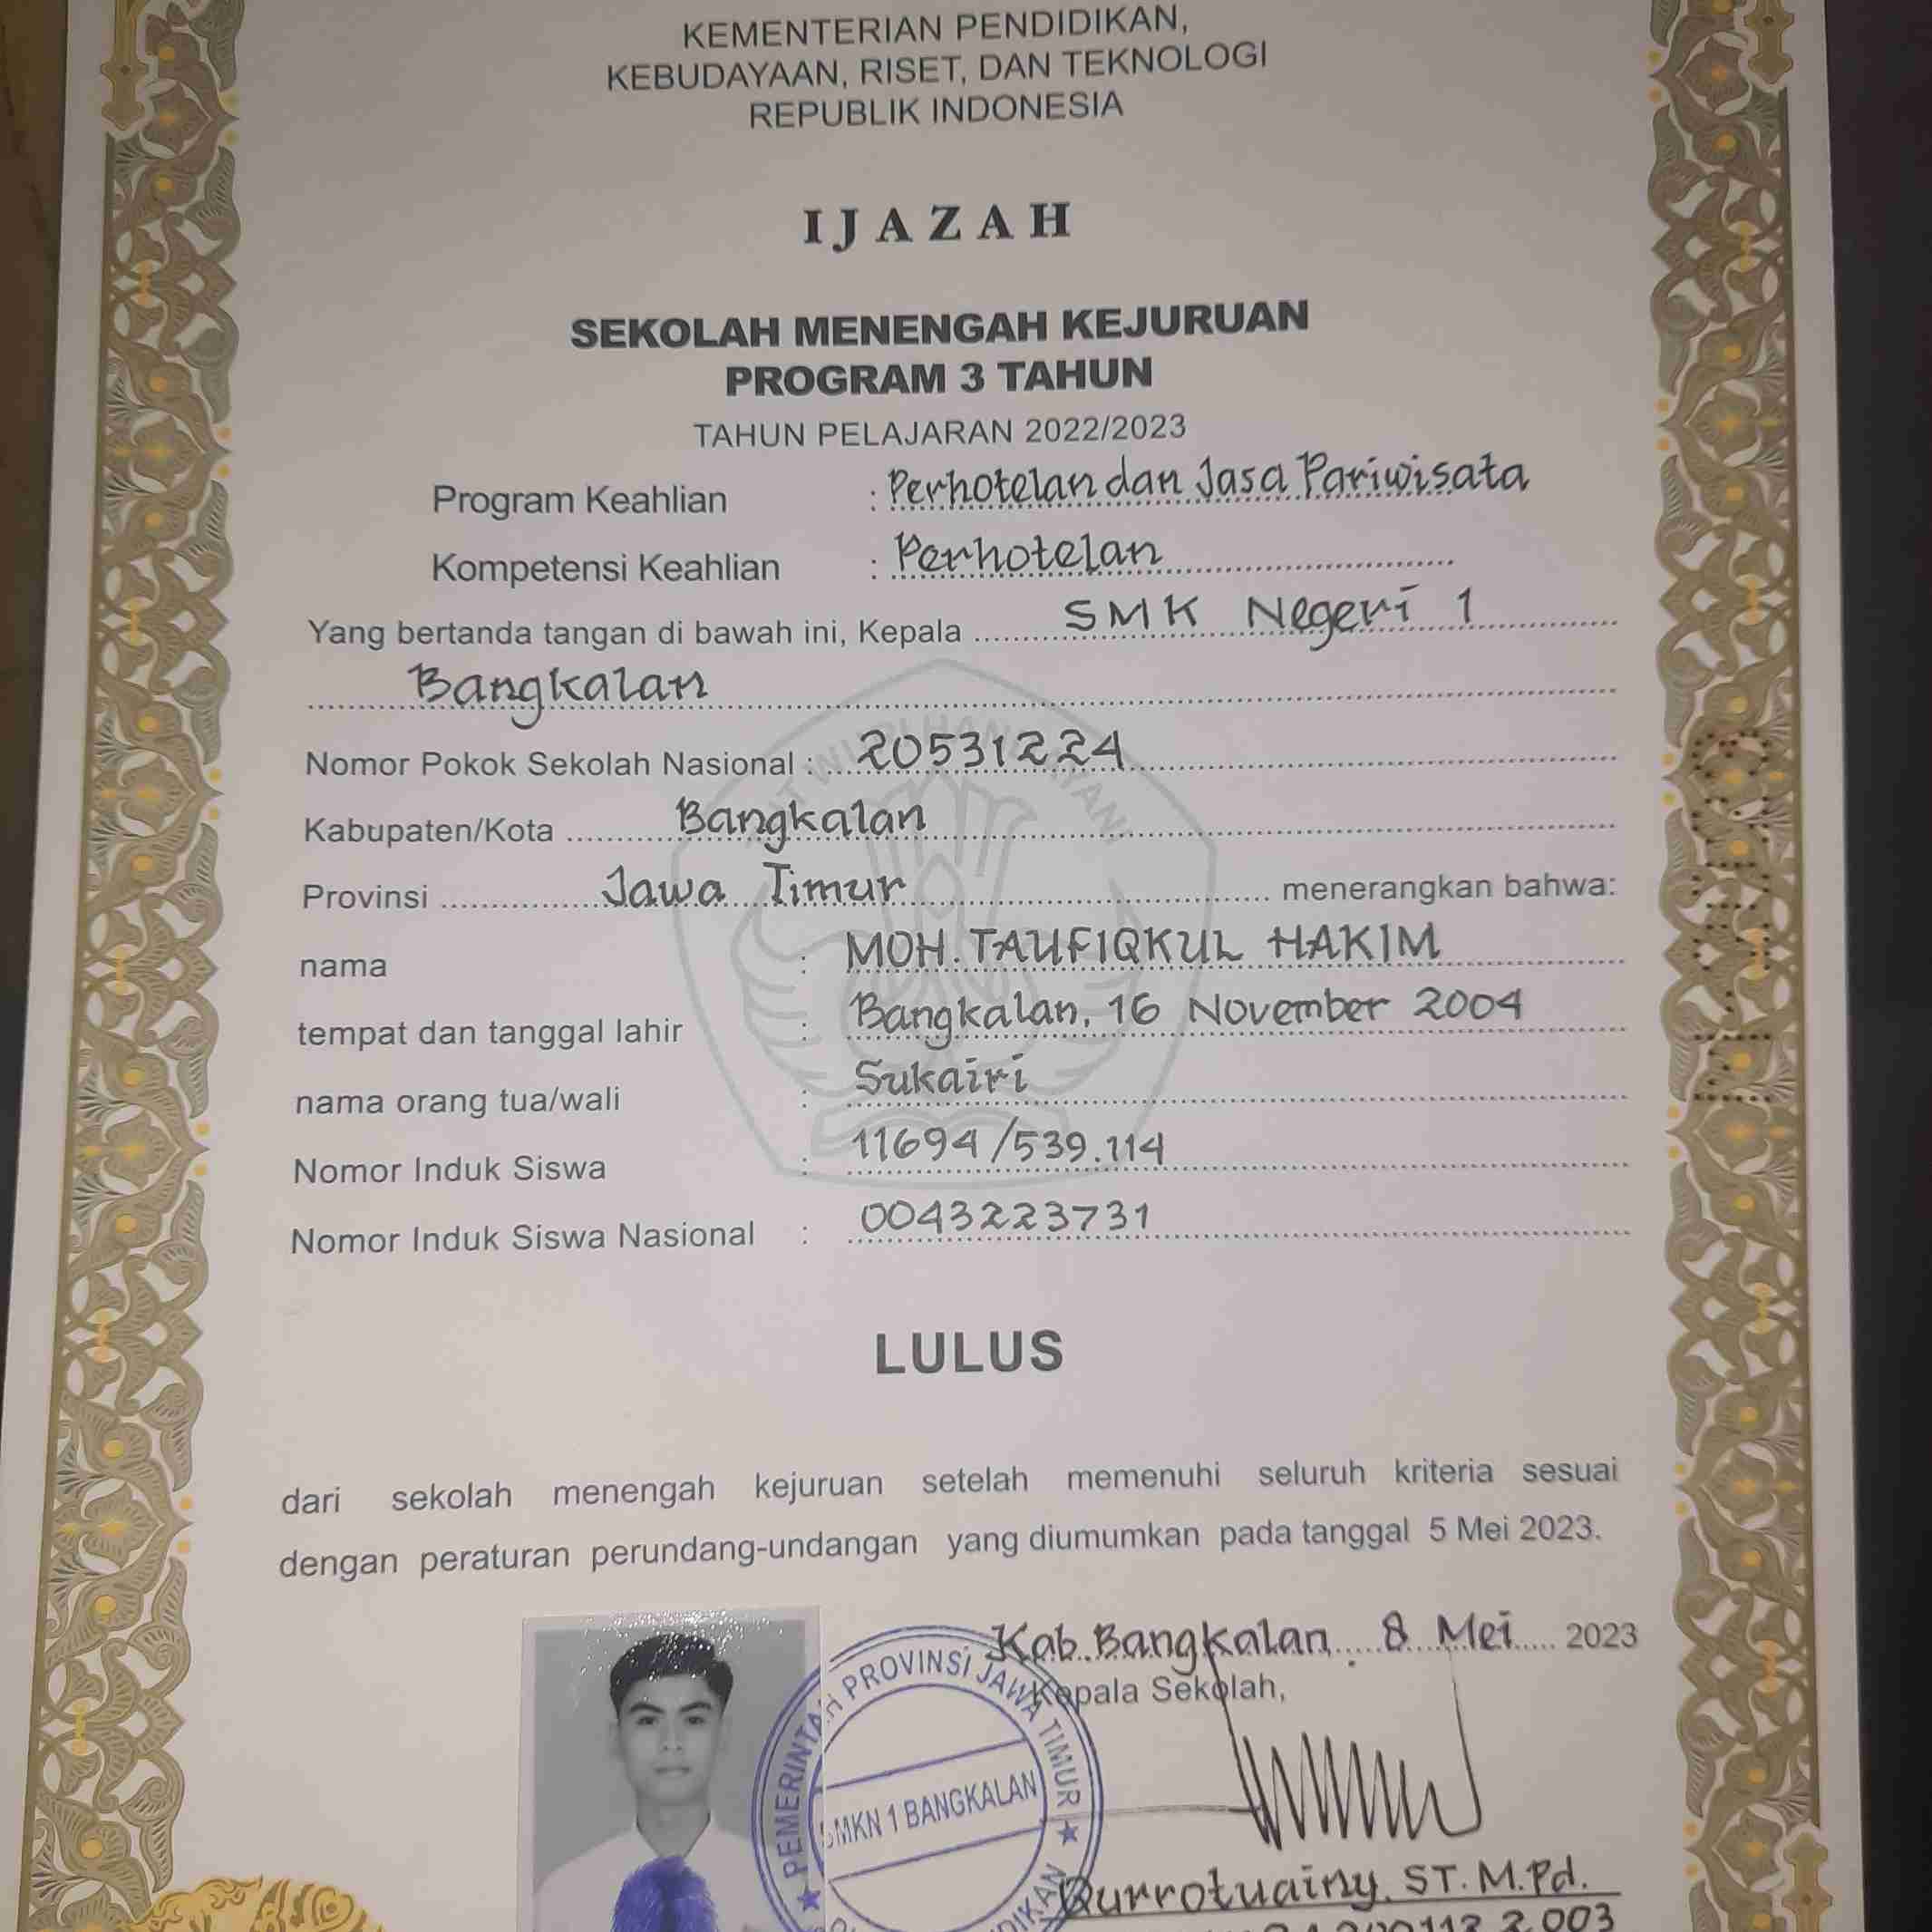 KEMENTERIAN PENDIDIKAN,
KEBUDAYAAN, RISET, DAN TEKNOLOGI
REPUBLIK INDONESIA
IJAZAH
SEKOLAH MENENGAH KEJURUAN
PROGRAM 3 TAHUN
TAHUN PELAJARAN 2022/2023
Program Keahlian : Perhotelan dan Jasa Pariwisata
Kompetensi Keahlian : Perhotelan
Yang bertanda tangan di bawah ini, Kepala SMK Negeri 1
Bangkalan
Nomor Pokok Sekolah Nasional : 20531224
Kabupaten/Kota Bangkalan
Provinsi Jawa Timur menerangkan bahwa:
nama : MOH. TAUFIQKUL HAKIM
tempat dan tanggal lahir : Bangkalan, 16 November 2004
nama orang tua/wali : Sukairi
Nomor Induk Siswa : 11694/539.114
Nomor Induk Siswa Nasional : 0043223731
LULUS
dari sekolah menengah kejuruan setelah memenuhi seluruh kriteria sesuai
dengan peraturan perundang-undangan yang diumumkan pada tanggal 5 Mei 2023.
Kab. Bangkalan, 8 Mei 2023
Kepala Sekolah,
PEMERINTAH PROVINSI JAWA TIMUR
SMKN 1 BANGKALAN
Qurrotuainy, ST. M.Pd.
2 003